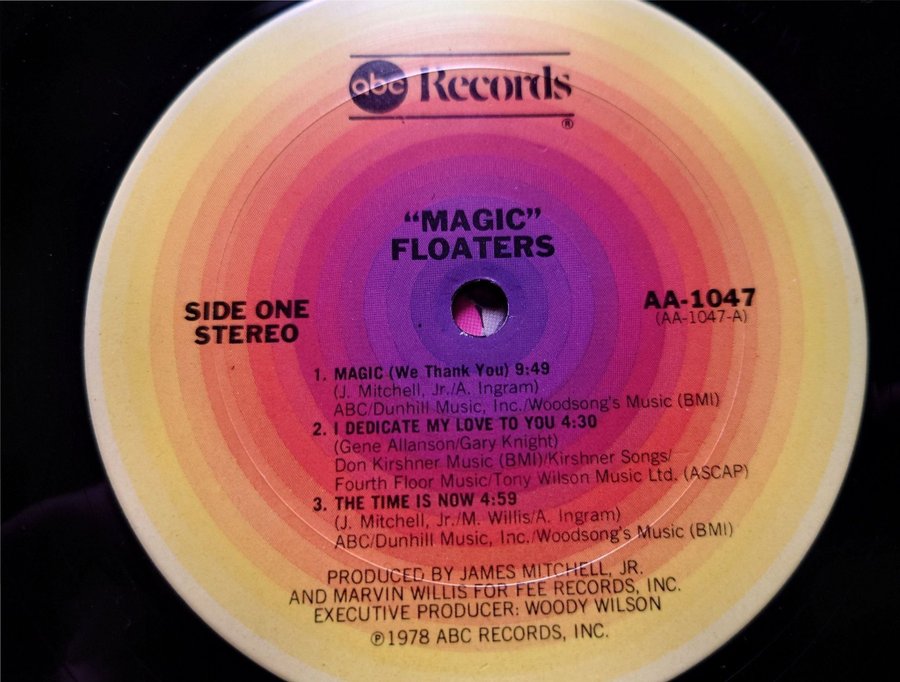 abc Records
®
"MAGIC"
FLOATERS
SIDE ONE
STEREO
AA-1047
(AA-1047-A)
1. MAGIC (We Thank You) 9:49
(J. Mitchell, Jr./A. Ingram)
ABC/Dunhill Music, Inc./Woodsong's Music (BMI)
2. I DEDICATE MY LOVE TO YOU 4:30
(Gene Allanson/Gary Knight)
Don Kirshner Music (BMI)/Kirshner Songs/
Fourth Floor Music/Tony Wilson Music Ltd. (ASCAP)
3. THE TIME IS NOW 4:59
(J. Mitchell, Jr./M. Willis/A. Ingram)
ABC/Dunhill Music, Inc./Woodsong's Music (BMI)
PRODUCED BY JAMES MITCHELL, JR.
AND MARVIN WILLIS FOR FEE RECORDS, INC.
EXECUTIVE PRODUCER: WOODY WILSON
℗1978 ABC RECORDS, INC.